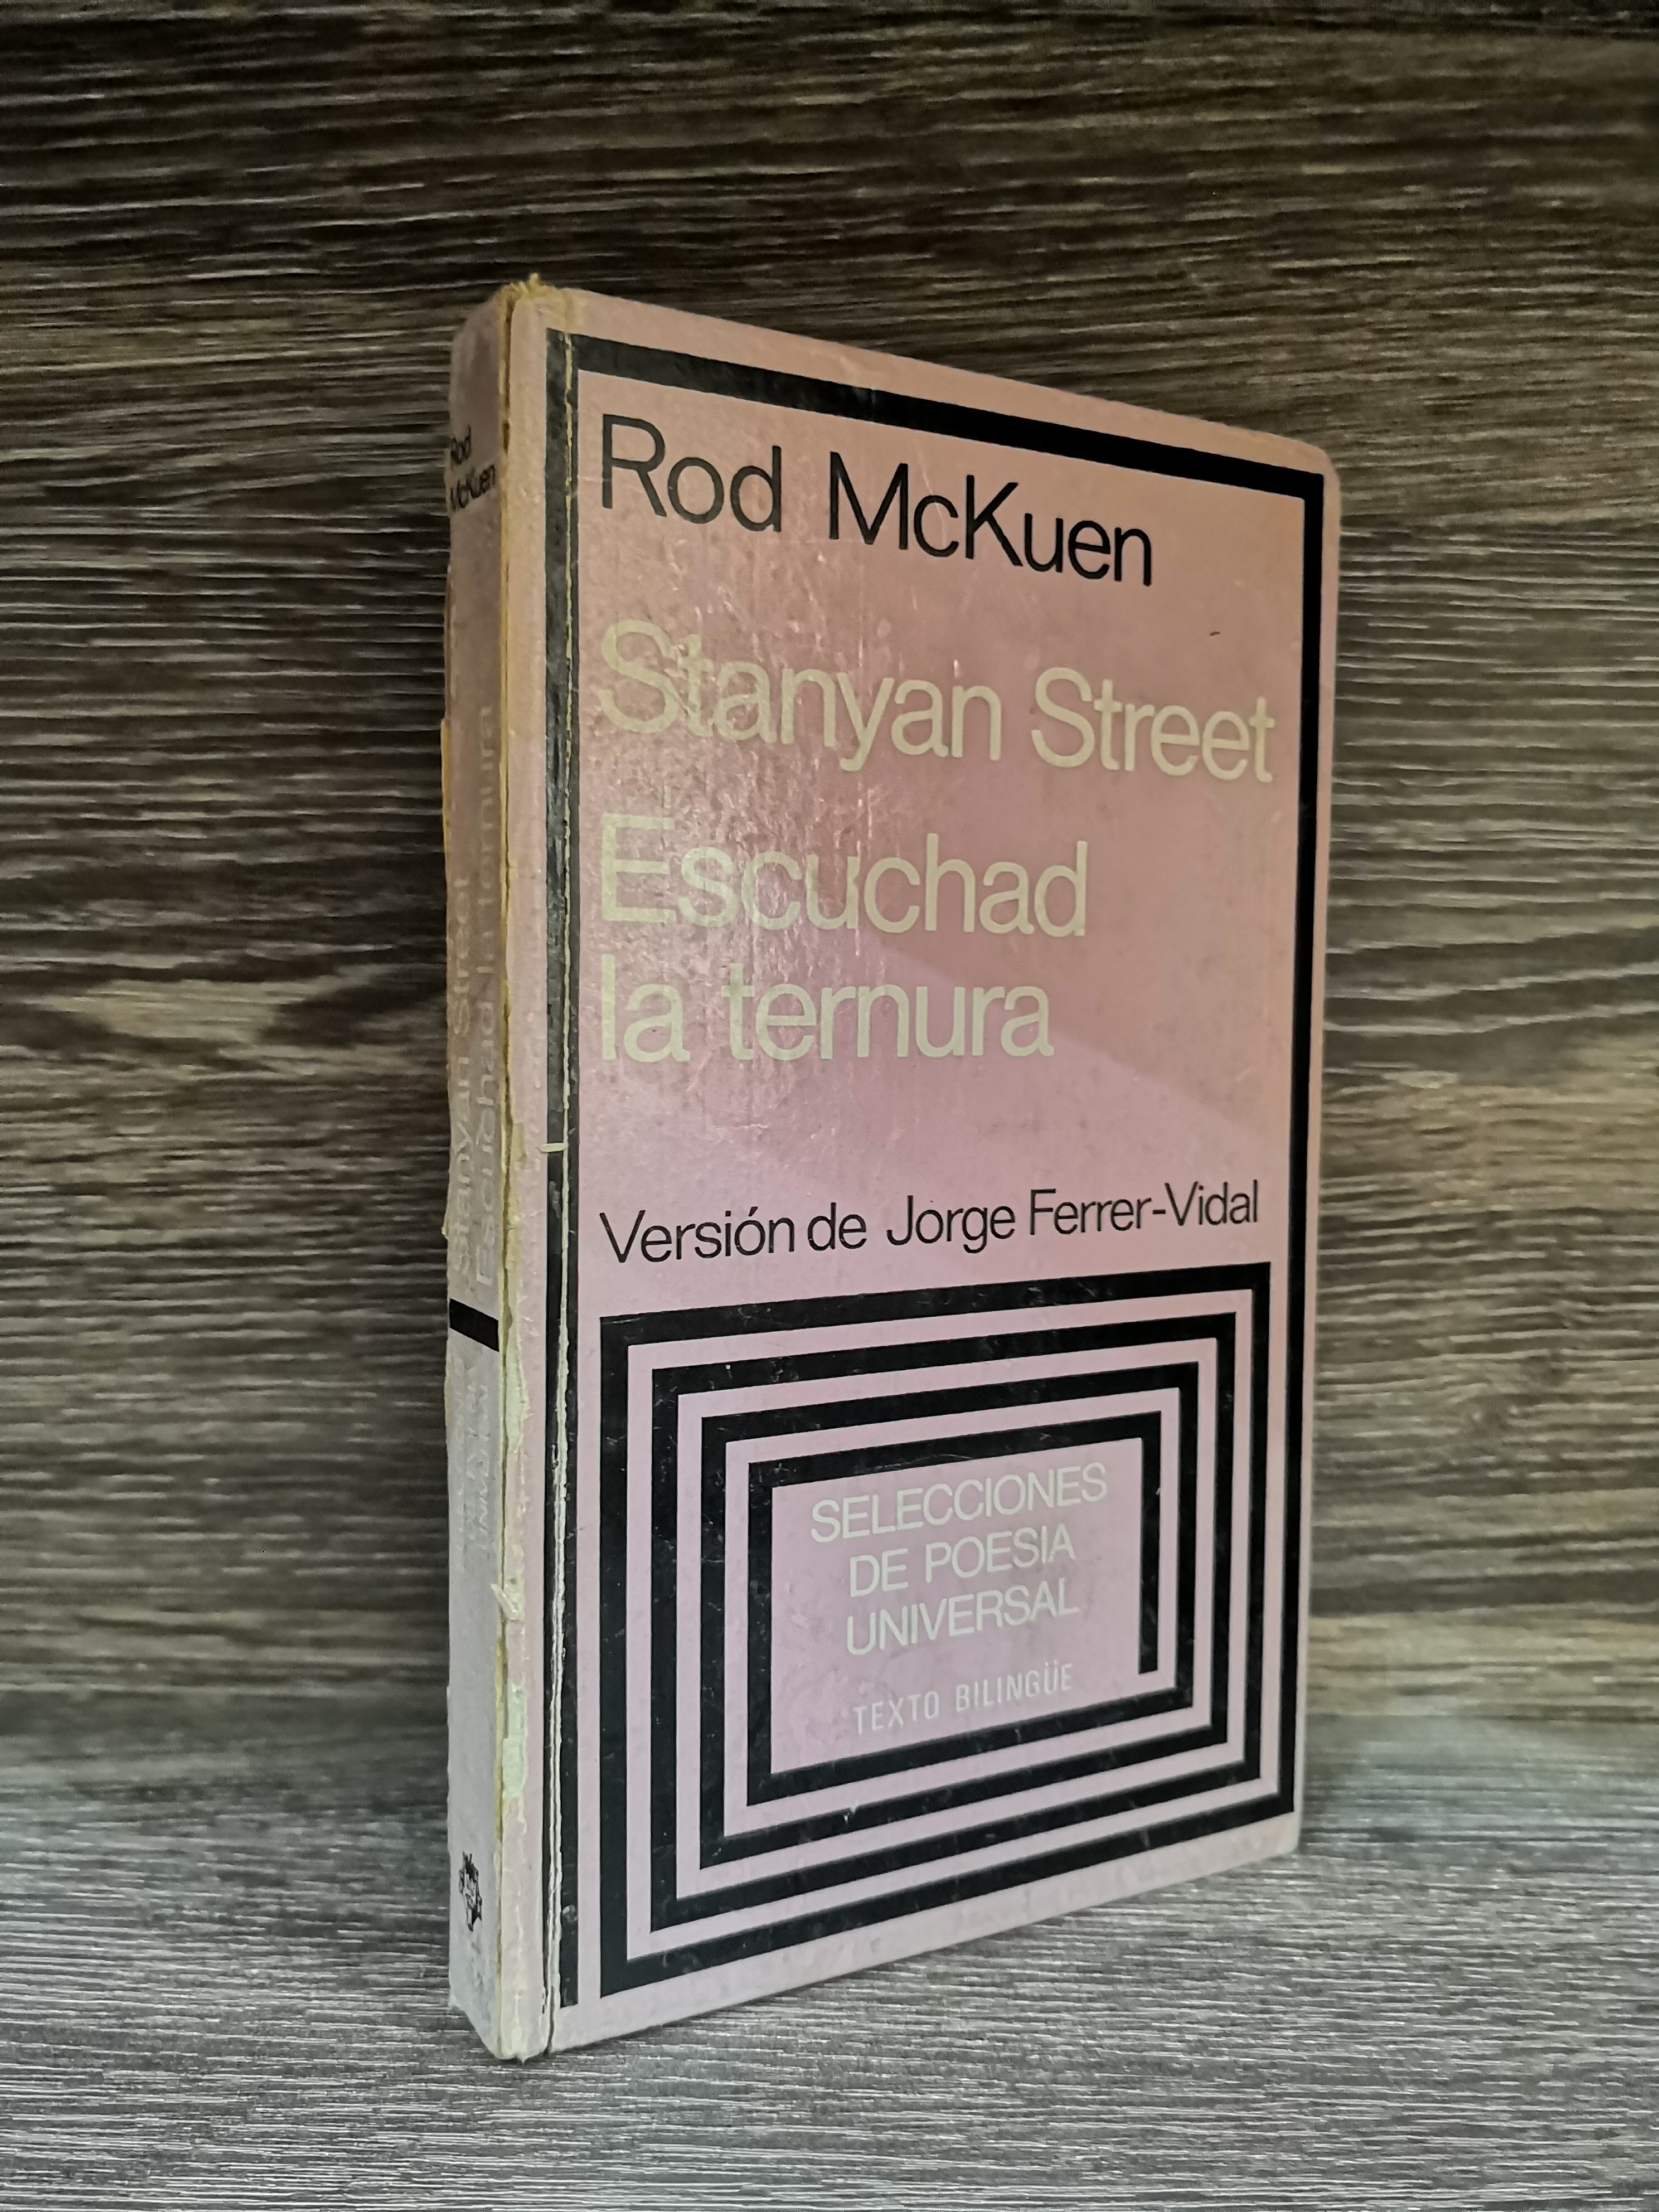 Rod McKuen
Stanyan Street
Escuchad
la ternura
Versión de Jorge Ferrer-Vidal
SELECCIONES
DE POESIA
UNIVERSAL
TEXTO BILINGÜE
Rod
McKuen
Stanyan Street
Escuchad la ternura